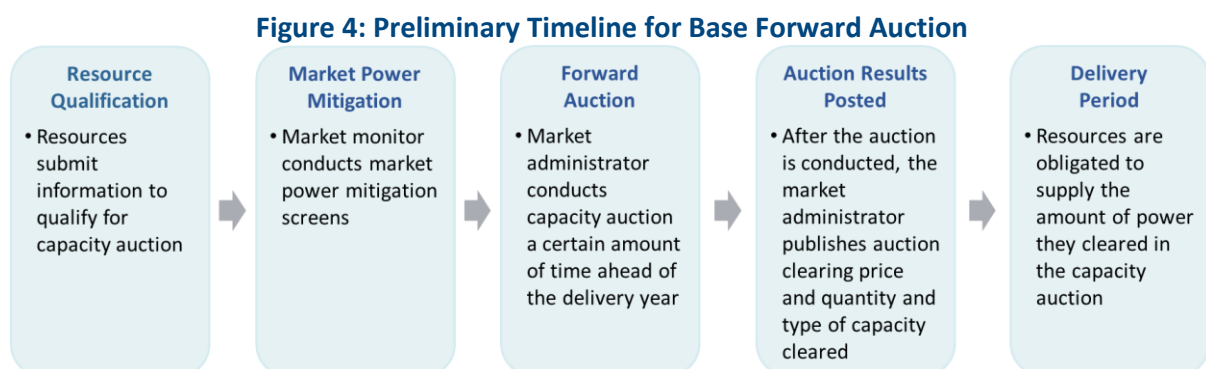 Figure 4: Preliminary Timeline for Base Forward Auction
Resource
Qualification
• Resources
submit
information to
qualify for
capacity auction
Market Power
Mitigation
• Market monitor
conducts market
power mitigation
screens
Forward
Auction
• Market
administrator
conducts
capacity auction
a certain amount
of time ahead of
the delivery year
Auction Results
Posted
• After the auction
is conducted, the
market
administrator
publishes auction
clearing price
and quantity and
type of capacity
cleared
Delivery
Period
• Resources are
obligated to
supply the
amount of power
they cleared in
the capacity
auction